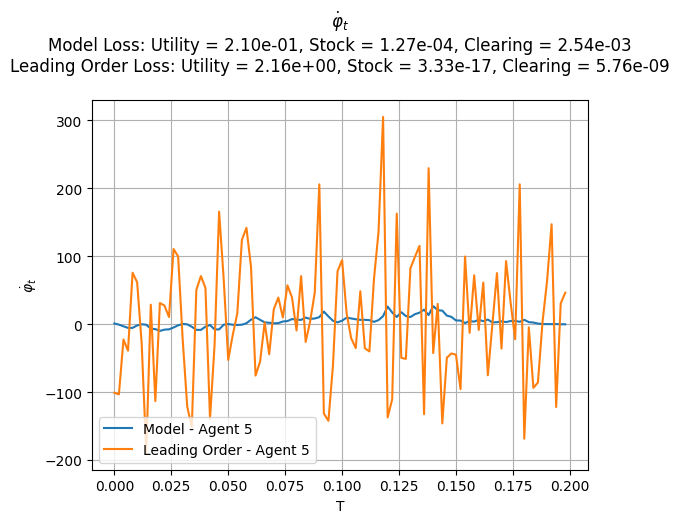 φ̇ₜ
Model Loss: Utility = 2.10e-01, Stock = 1.27e-04, Clearing = 2.54e-03
Leading Order Loss: Utility = 2.16e+00, Stock = 3.33e-17, Clearing = 5.76e-09
300
200
100
0
−100
−200
φ̇ₜ
Model - Agent 5
Leading Order - Agent 5
0.000 0.025 0.050 0.075 0.100 0.125 0.150 0.175 0.200
T